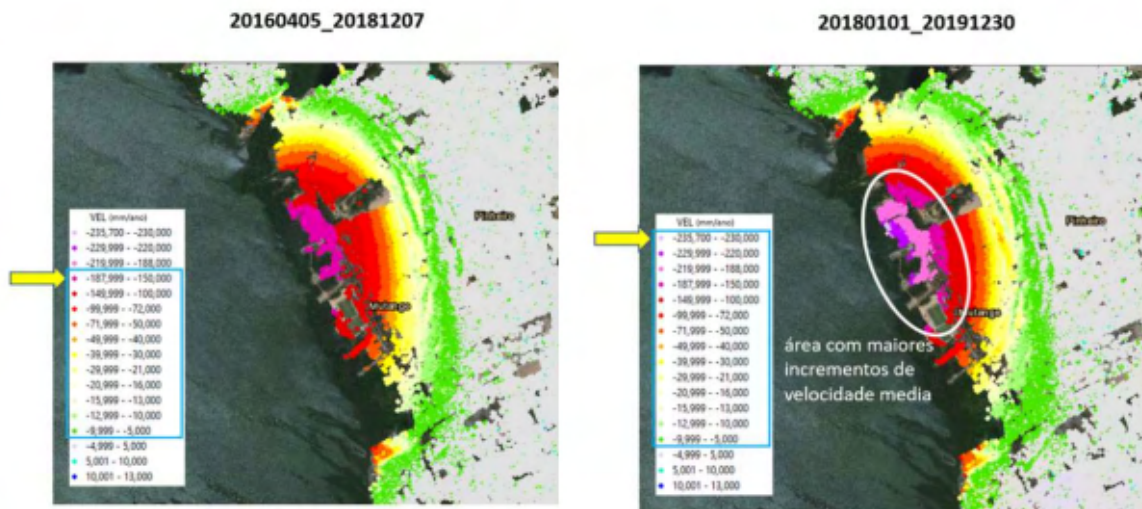 20160405_20181207
Pinheiro
Mutange
VEL (mm/ano)
-235,700 - -230,000
-229,999 - -220,000
-219,999 - -188,000
-187,999 - -150,000
-149,999 - -100,000
-99,999 - -72,000
-71,999 - -50,000
-49,999 - -40,000
-39,999 - -30,000
-29,999 - -21,000
-20,999 - -16,000
-15,999 - -13,000
-12,999 - -10,000
-9,999 - -5,000
-4,999 - 5,000
5,001 - 10,000
10,001 - 13,000
20180101_20191230
Pinheiro
Mutange
VEL (mm/ano)
-235,700 - -230,000
-229,999 - -220,000
-219,999 - -188,000
-187,999 - -150,000
-149,999 - -100,000
-99,999 - -72,000
-71,999 - -50,000
-49,999 - -40,000
-39,999 - -30,000
-29,999 - -21,000
-20,999 - -16,000
-15,999 - -13,000
-12,999 - -10,000
-9,999 - -5,000
-4,999 - 5,000
5,001 - 10,000
10,001 - 13,000
área com maiores
incrementos de
velocidade media